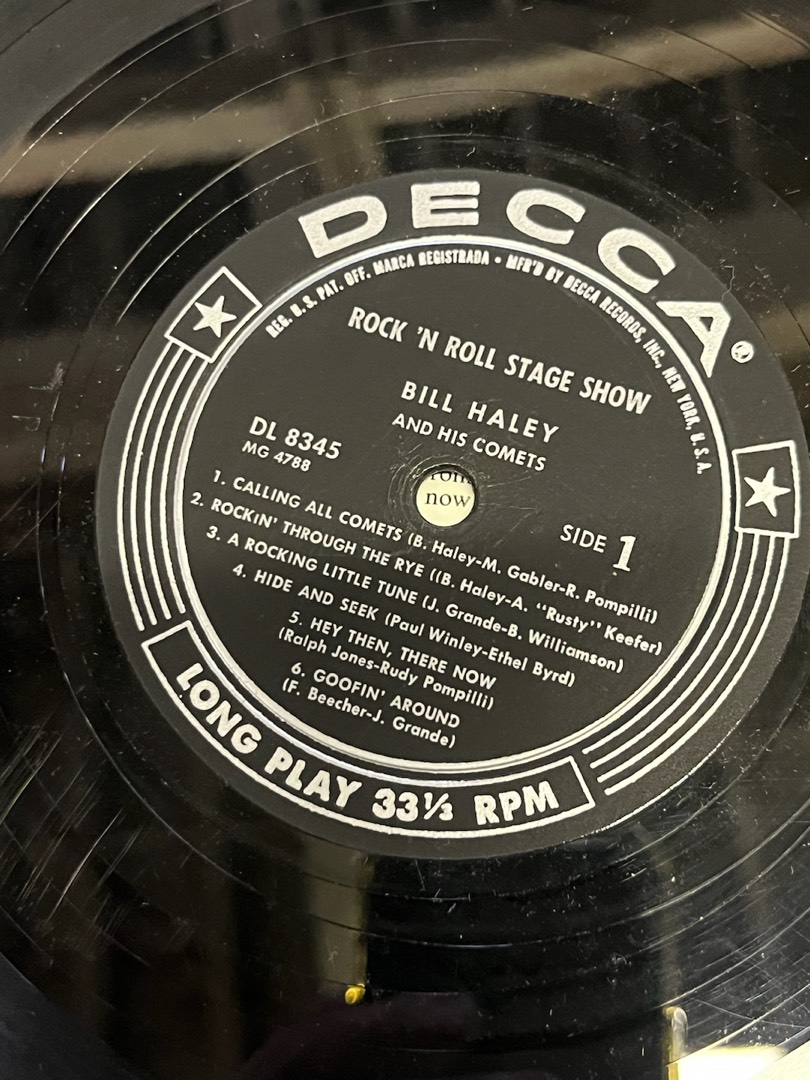 DECCA®
REG. U.S. PAT. OFF. MARCA REGISTRADA • MFR'D BY DECCA RECORDS, INC., NEW YORK, U.S.A.
ROCK 'N ROLL STAGE SHOW
BILL HALEY
AND HIS COMETS
DL 8345
MG 4788
now
SIDE 1
1. CALLING ALL COMETS (B. Haley-M. Gabler-R. Pompilli)
2. ROCKIN' THROUGH THE RYE ((B. Haley-A. "Rusty" Keefer)
3. A ROCKING LITTLE TUNE (J. Grande-B. Williamson)
4. HIDE AND SEEK (Paul Winley-Ethel Byrd)
5. HEY THEN, THERE NOW
(Ralph Jones-Rudy Pompilli)
6. GOOFIN' AROUND
(F. Beecher-J. Grande)
LONG PLAY 33⅓ RPM